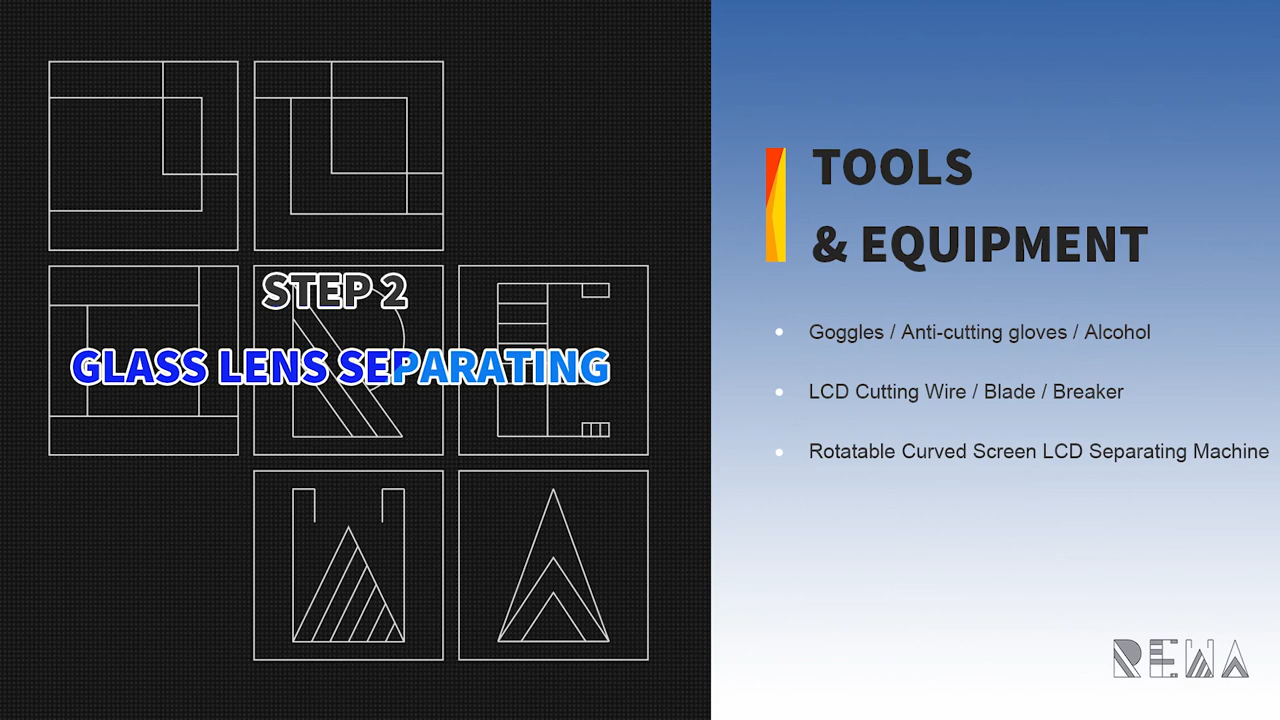 STEP 2
GLASS LENS SEPARATING
TOOLS
& EQUIPMENT
Goggles / Anti-cutting gloves / Alcohol
LCD Cutting Wire / Blade / Breaker
Rotatable Curved Screen LCD Separating Machine
R E
W A
REWA